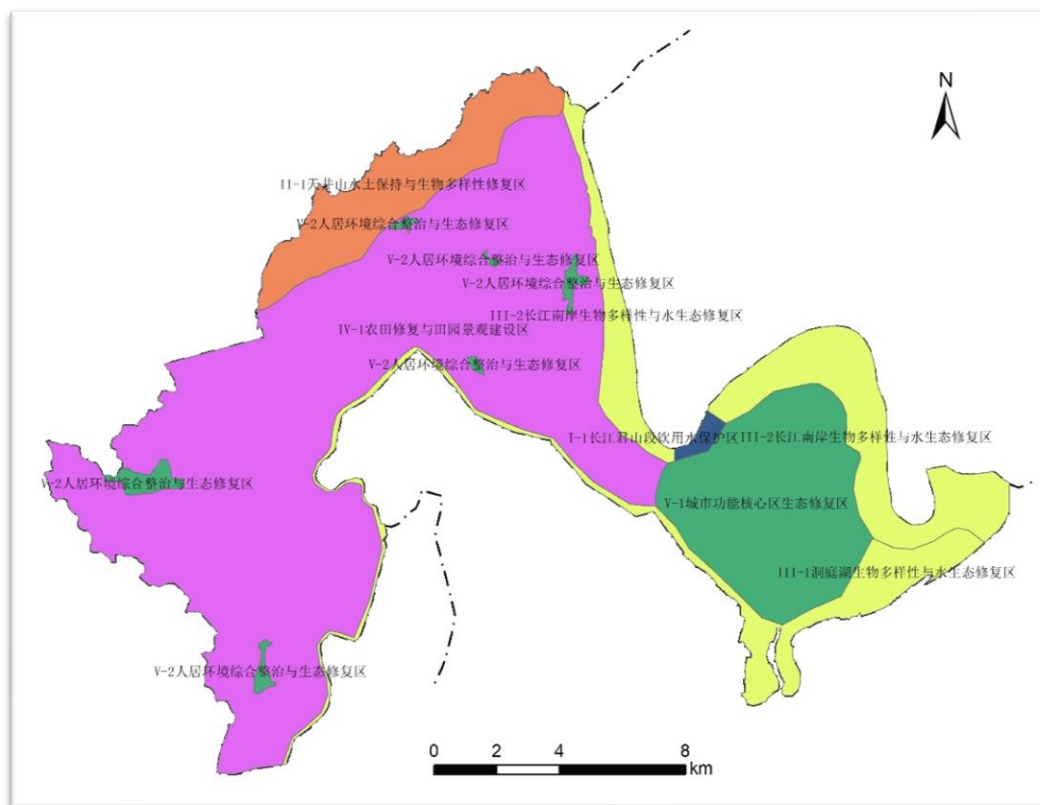 N
II-1天井山水土保持与生物多样性修复区
V-2人居环境综合整治与生态修复区
V-2人居环境综合整治与生态修复区
V-2人居环境综合整治与生态修复区
III-2长江南岸生物多样性与水生态修复区
IV-1农田修复与田园景观建设区
V-2人居环境综合整治与生态修复区
I-1长江君山段饮用水保护区
III-2长江南岸生物多样性与水生态修复区
V-2人居环境综合整治与生态修复区
V-1城市功能核心区生态修复区
III-1洞庭湖生物多样性与水生态修复区
V-2人居环境综合整治与生态修复区
0 2 4 8
km